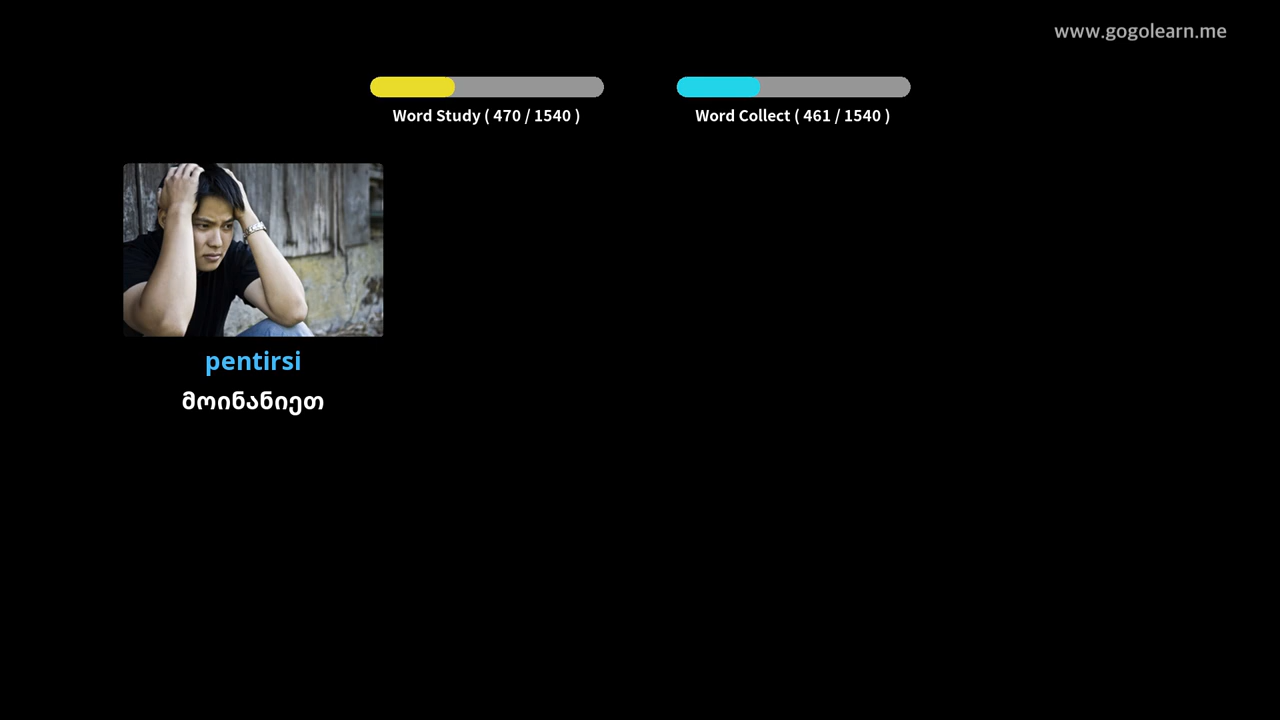 www.gogolearn.me
Word Study ( 470 / 1540 )
Word Collect ( 461 / 1540 )
pentirsi
მოინანიეთ